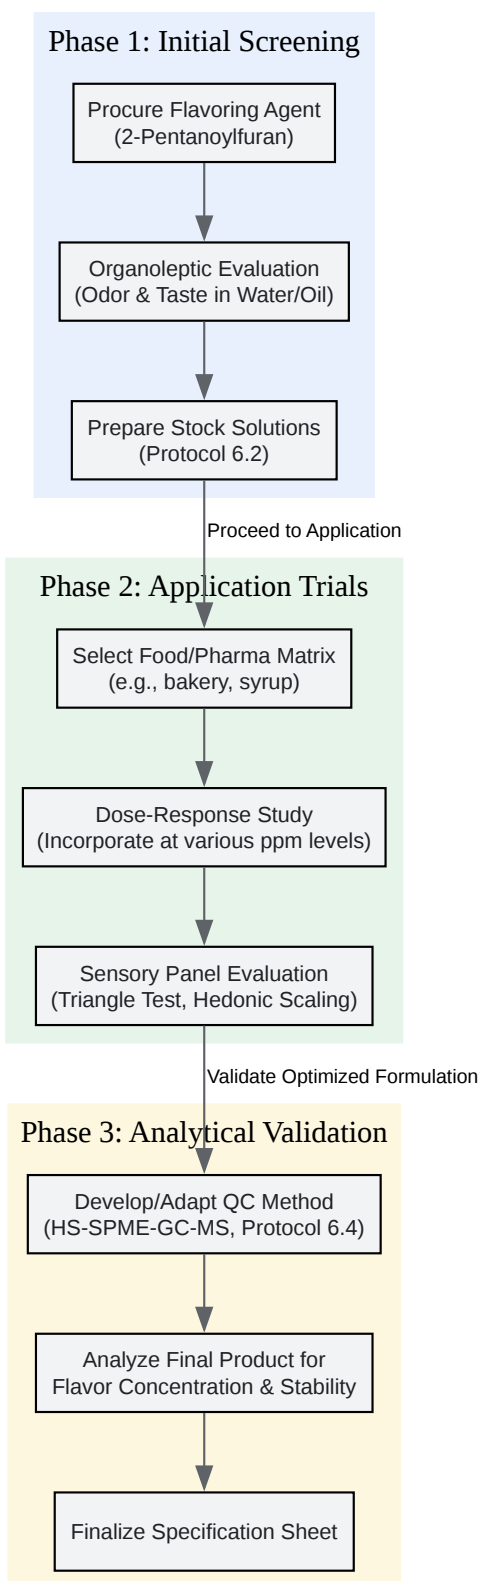 Phase 1: Initial Screening
Procure Flavoring Agent
(2-Pentanoylfuran)
Organoleptic Evaluation
(Odor & Taste in Water/Oil)
Prepare Stock Solutions
(Protocol 6.2)
Proceed to Application
Phase 2: Application Trials
Select Food/Pharma Matrix
(e.g., bakery, syrup)
Dose-Response Study
(Incorporate at various ppm levels)
Sensory Panel Evaluation
(Triangle Test, Hedonic Scaling)
Validate Optimized Formulation
Phase 3: Analytical Validation
Develop/Adapt QC Method
(HS-SPME-GC-MS, Protocol 6.4)
Analyze Final Product for
Flavor Concentration & Stability
Finalize Specification Sheet